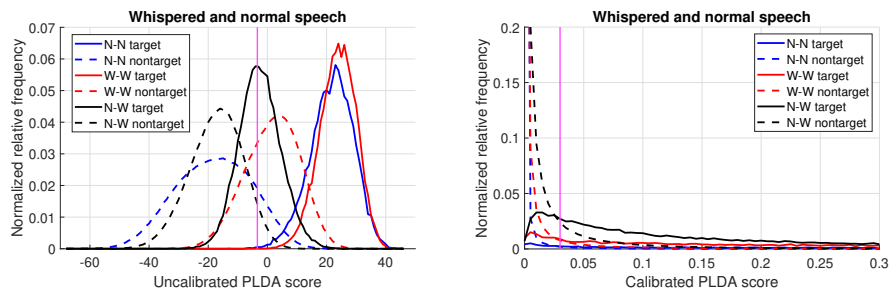 Whispered and normal speech
Normalized relative frequency
0.07
0.06
0.05
0.04
0.03
0.02
0.01
0
N-N target
N-N nontarget
W-W target
W-W nontarget
N-W target
N-W nontarget
-60 -40 -20 0 20 40
Uncalibrated PLDA score
Whispered and normal speech
Normalized relative frequency
0.2
0.15
0.1
0.05
0
N-N target
N-N nontarget
W-W target
W-W nontarget
N-W target
N-W nontarget
0 0.05 0.1 0.15 0.2 0.25 0.3
Calibrated PLDA score